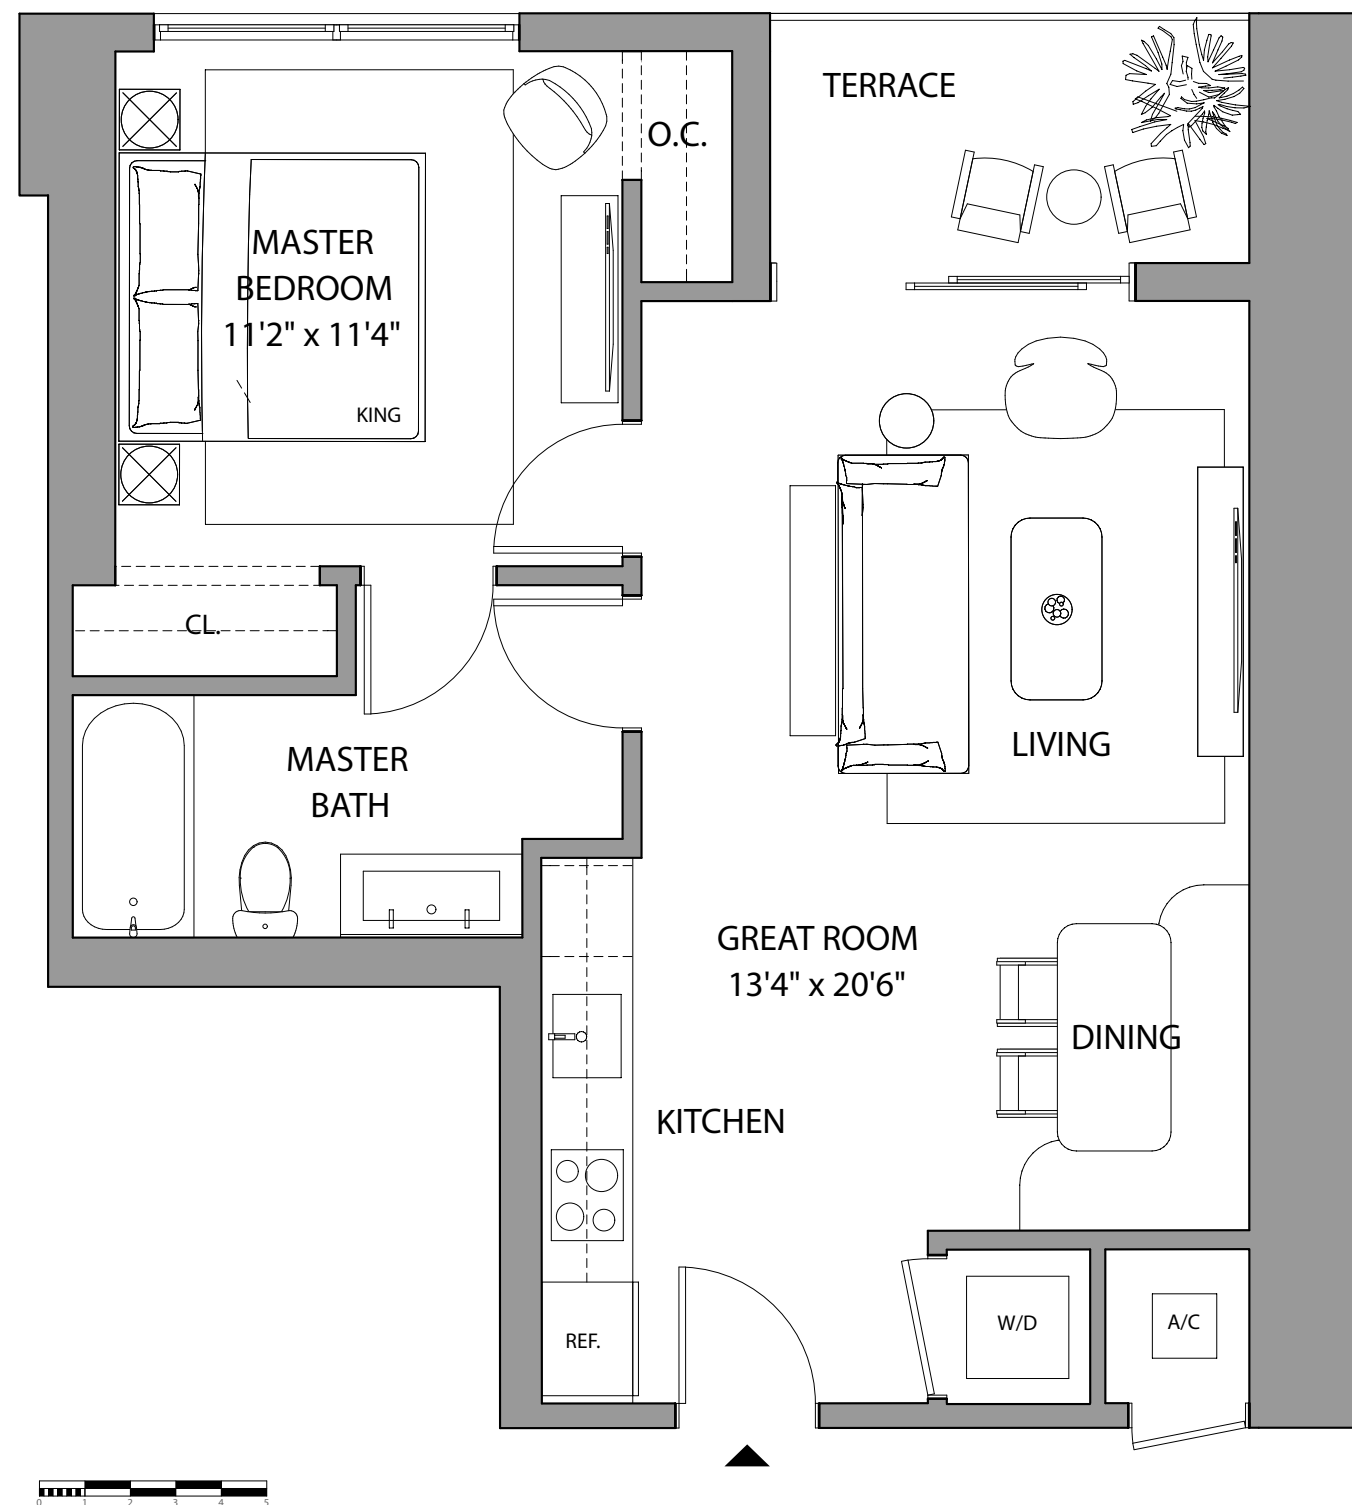 TERRACE
O.C.
MASTER
BEDROOM
11'2" x 11'4"
KING
CL.
LIVING
MASTER
BATH
GREAT ROOM
13'4" x 20'6"
DINING
KITCHEN
W/D
A/C
REF.
0 1 2 3 4 5